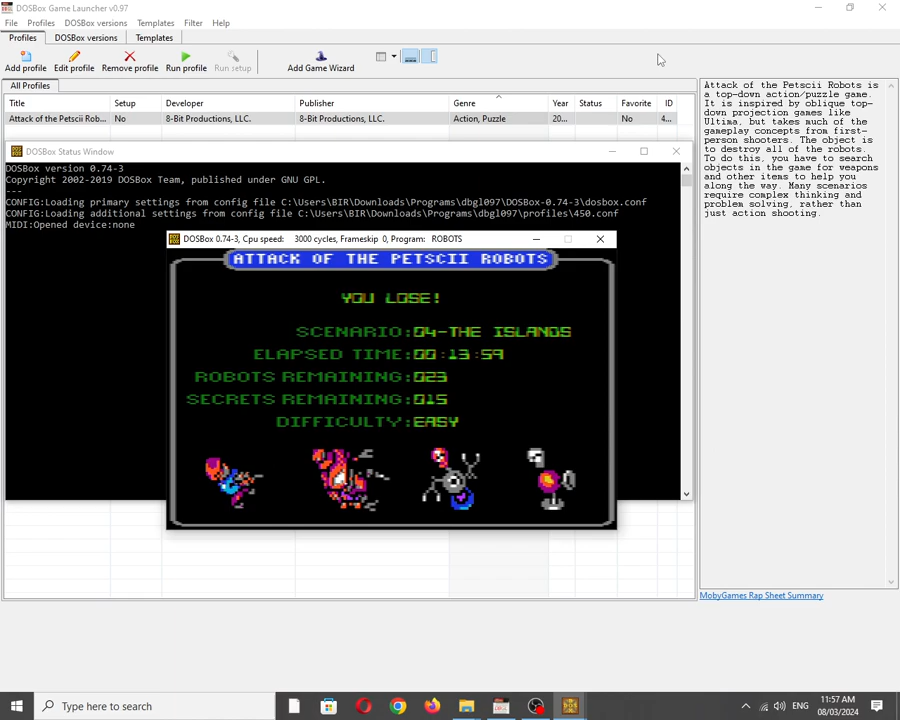 DOSBox Game Launcher v0.97
File Profiles DOSBox versions Templates Filter Help
Profiles DOSBox versions Templates
Add profile Edit profile Remove profile Run profile Run setup Add Game Wizard
All Profiles
Title Setup Developer Publisher Genre Year Status Favorite ID
Attack of the Petscii Rob... No 8-Bit Productions, LLC. 8-Bit Productions, LLC. Action, Puzzle 20... No 4...
DOSBox Status Window
DOSBox version 0.74-3
Copyright 2002-2019 DOSBox Team, published under GNU GPL.
---
CONFIG:Loading primary settings from config file C:\Users\BIR\Downloads\Programs\dbgl097\DOSBox-0.74-3\dosbox.conf
CONFIG:Loading additional settings from config file C:\Users\BIR\Downloads\Programs\dbgl097\profiles\450.conf
MIDI:Opened device:none
DOSBox 0.74-3, Cpu speed: 3000 cycles, Frameskip 0, Program: ROBOTS
ATTACK OF THE PETSCII ROBOTS
YOU LOSE!
SCENARIO:04-THE ISLANDS
ELAPSED TIME:00:13:59
ROBOTS REMAINING:023
SECRETS REMAINING:015
DIFFICULTY:EASY
Attack of the Petscii Robots is
a top-down action/puzzle game.
It is inspired by oblique top-
down projection games like
Ultima, but takes much of the
gameplay concepts from first-
person shooters. The object is
to destroy all of the robots.
To do this, you have to search
objects in the game for weapons
and other items to help you
along the way. Many scenarios
require complex thinking and
problem solving, rather than
just action shooting.
MobyGames Rap Sheet Summary
Type here to search
ENG
11:57 AM
08/03/2024